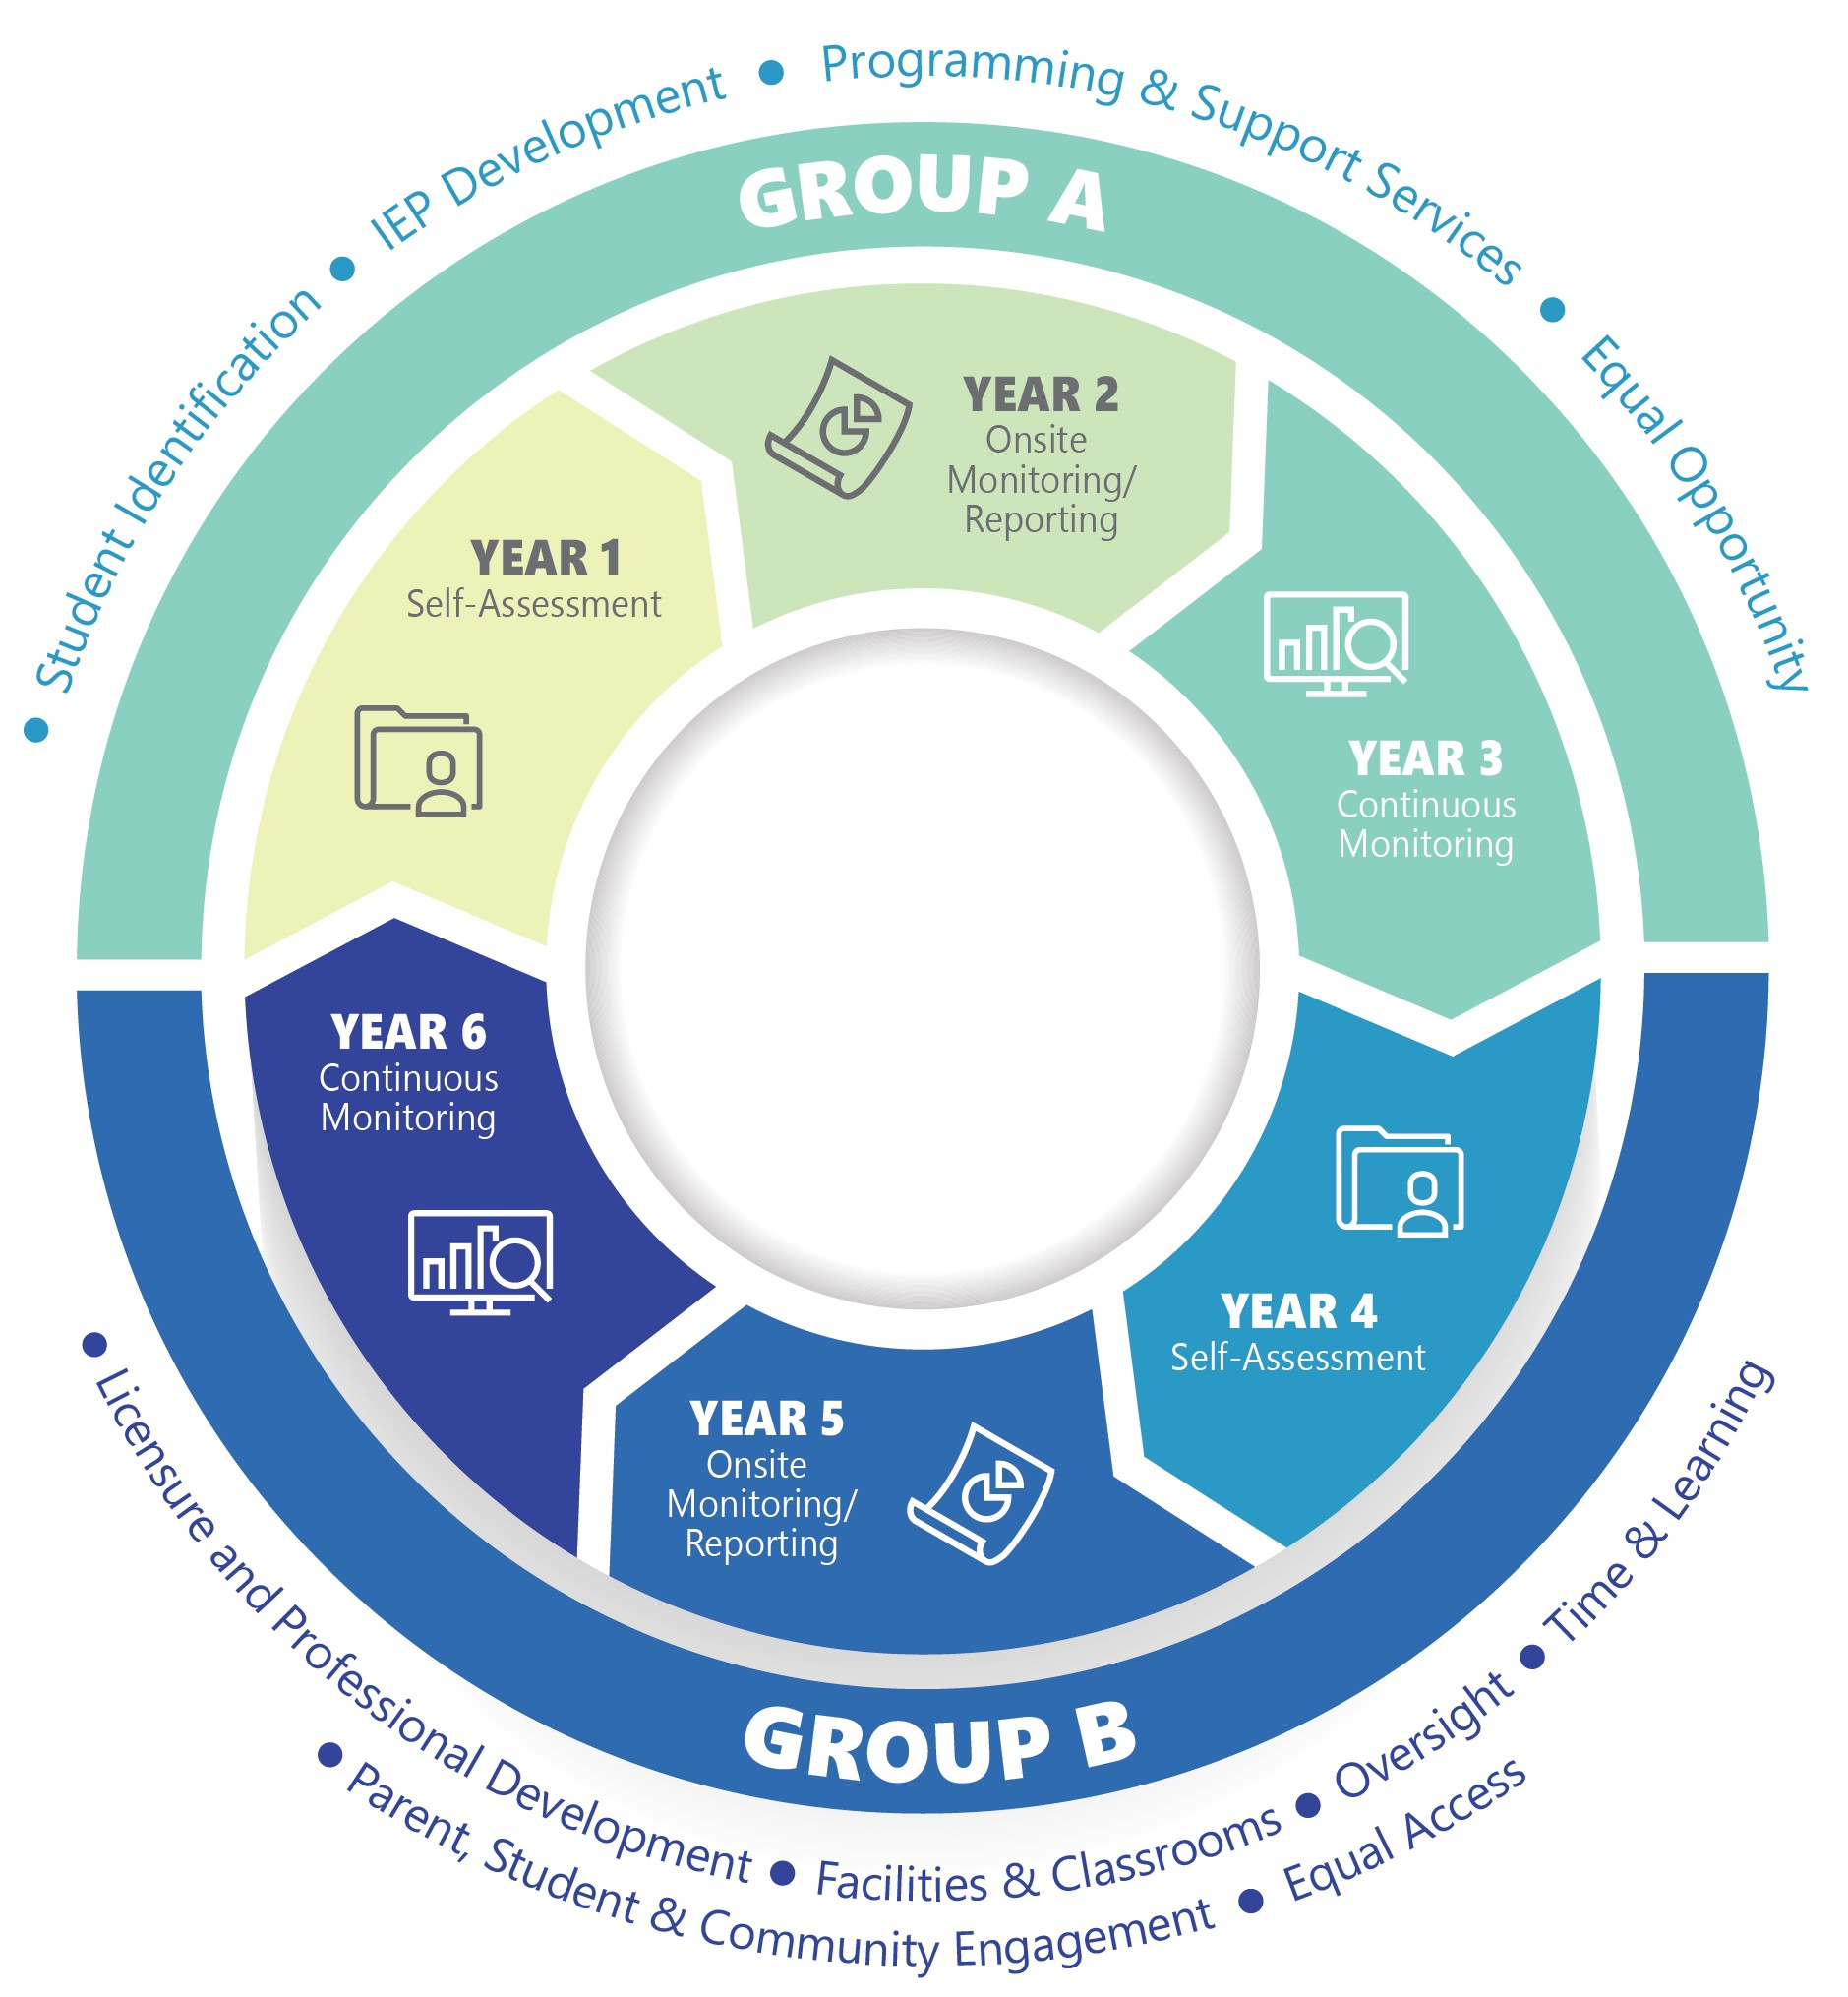 • Student Identification • IEP Development • Programming & Support Services • Equal Opportunity
GROUP A
YEAR 1
Self-Assessment
YEAR 2
Onsite
Monitoring/
Reporting
YEAR 3
Continuous
Monitoring
YEAR 4
Self-Assessment
YEAR 5
Onsite
Monitoring/
Reporting
YEAR 6
Continuous
Monitoring
GROUP B
• Licensure and Professional Development • Facilities & Classrooms • Oversight • Time & Learning
• Parent, Student & Community Engagement • Equal Access